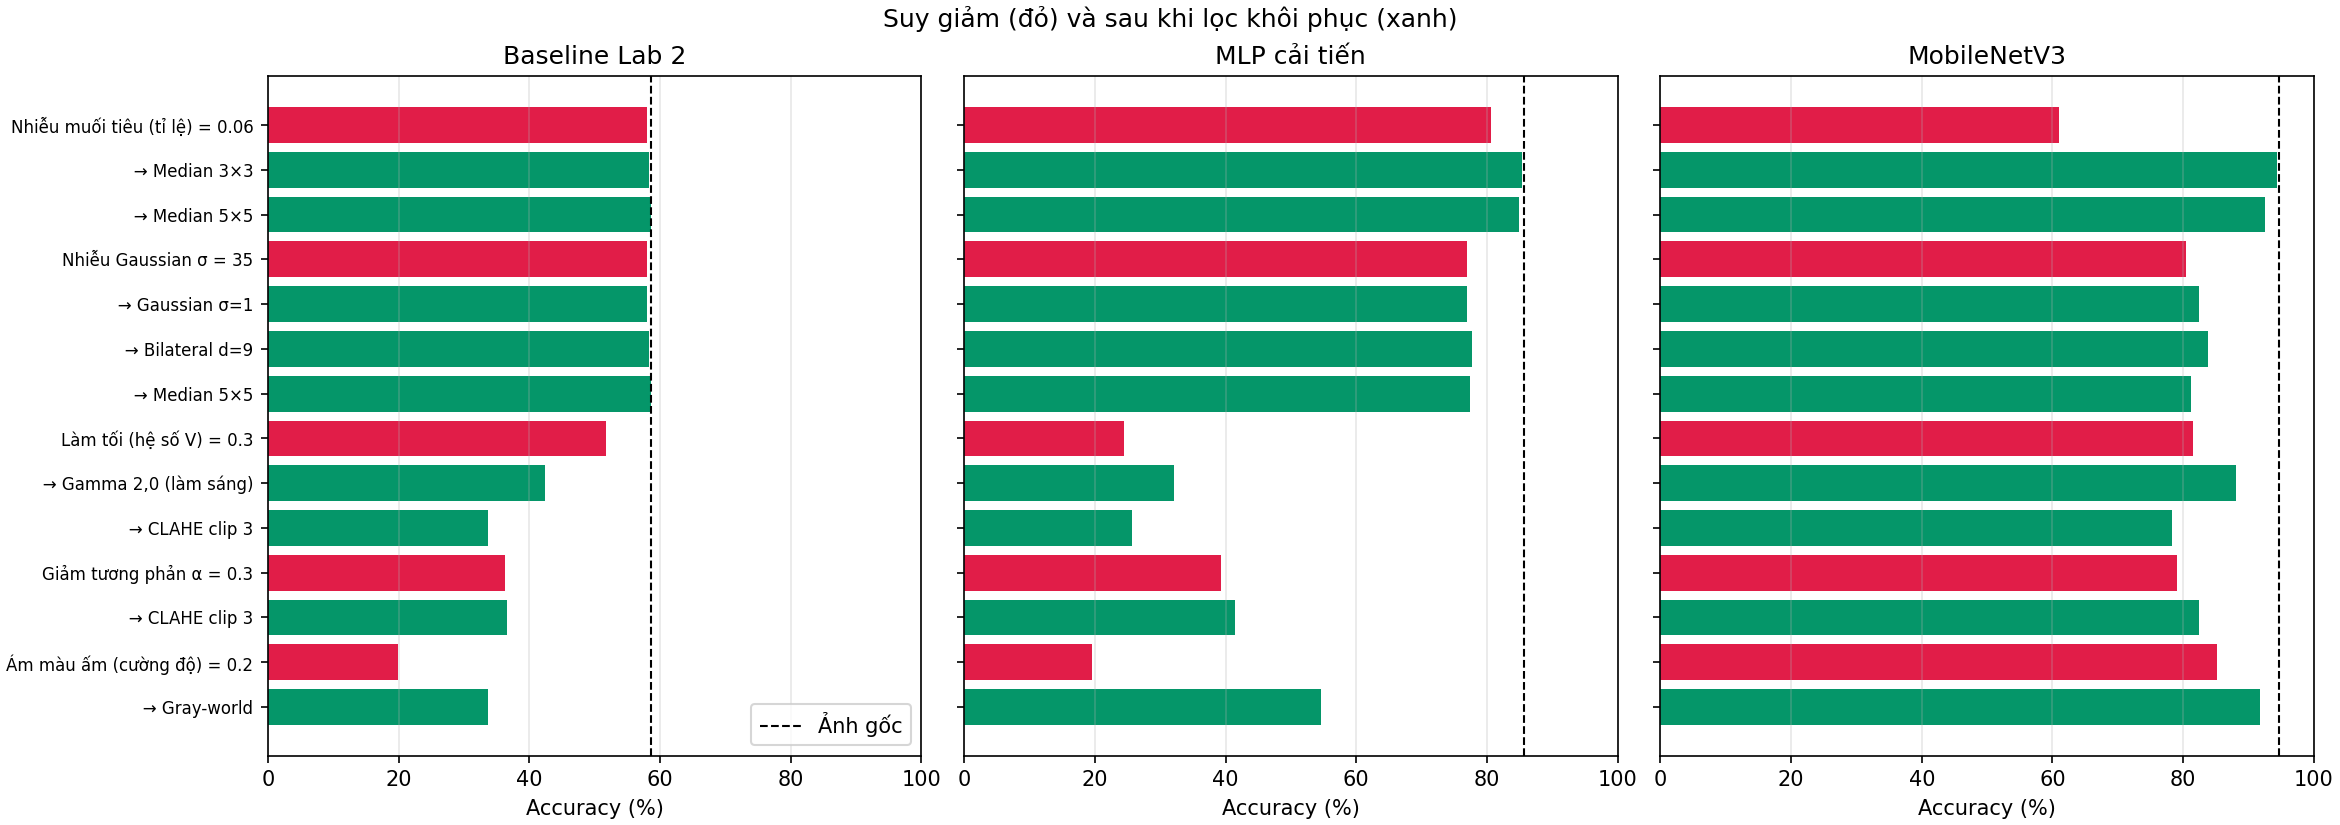 Suy giảm (đỏ) và sau khi lọc khôi phục (xanh)
Baseline Lab 2
MLP cải tiến
MobileNetV3
Nhiễu muối tiêu (tỉ lệ) = 0.06
→ Median 3×3
→ Median 5×5
Nhiễu Gaussian σ = 35
→ Gaussian σ=1
→ Bilateral d=9
→ Median 5×5
Làm tối (hệ số V) = 0.3
→ Gamma 2,0 (làm sáng)
→ CLAHE clip 3
Giảm tương phản α = 0.3
→ CLAHE clip 3
Ám màu ấm (cường độ) = 0.2
→ Gray-world
Ảnh gốc
0 20 40 60 80 100
Accuracy (%)
0 20 40 60 80 100
Accuracy (%)
0 20 40 60 80 100
Accuracy (%)